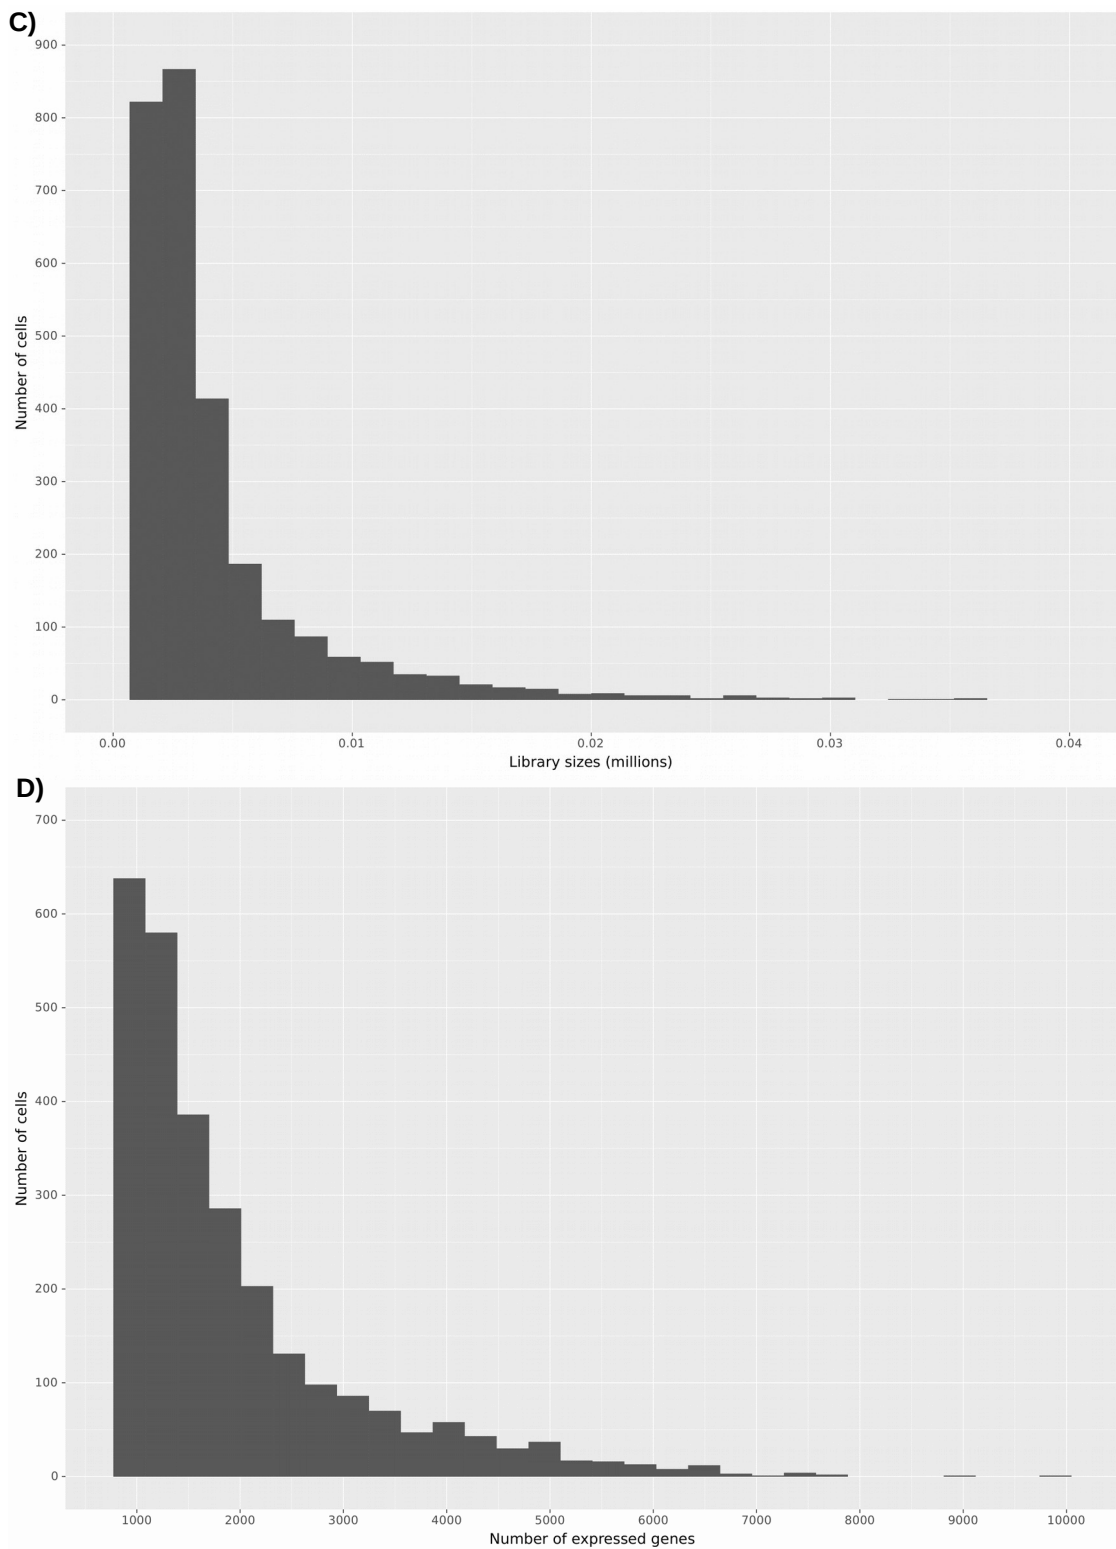 C)
900
800
700
600
500
400
300
200
100
0
Number of cells
0.00 0.01 0.02 0.03 0.04
Library sizes (millions)
D)
700
600
500
400
300
200
100
0
Number of cells
1000 2000 3000 4000 5000 6000 7000 8000 9000 10000
Number of expressed genes